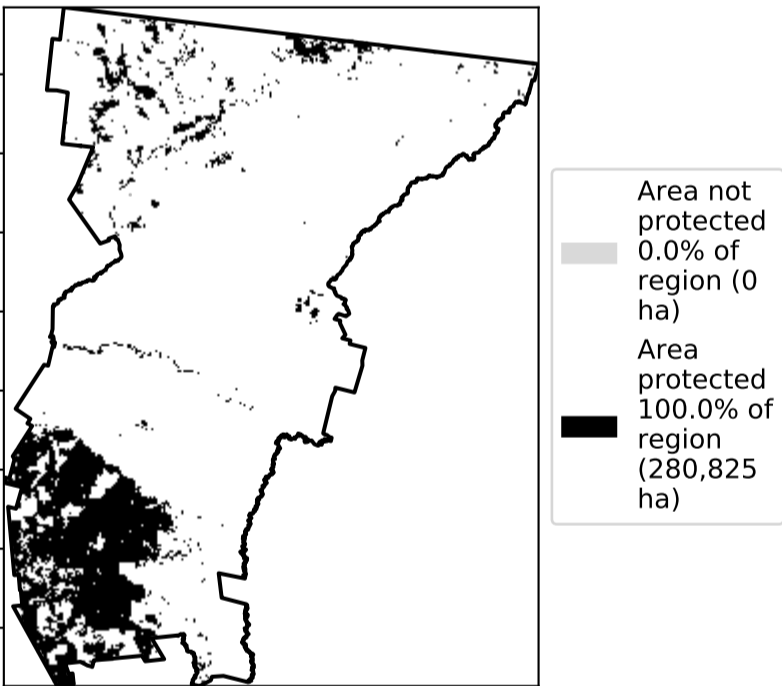 Area not
protected
0.0% of
region (0
ha)
Area
protected
100.0% of
region
(280,825
ha)